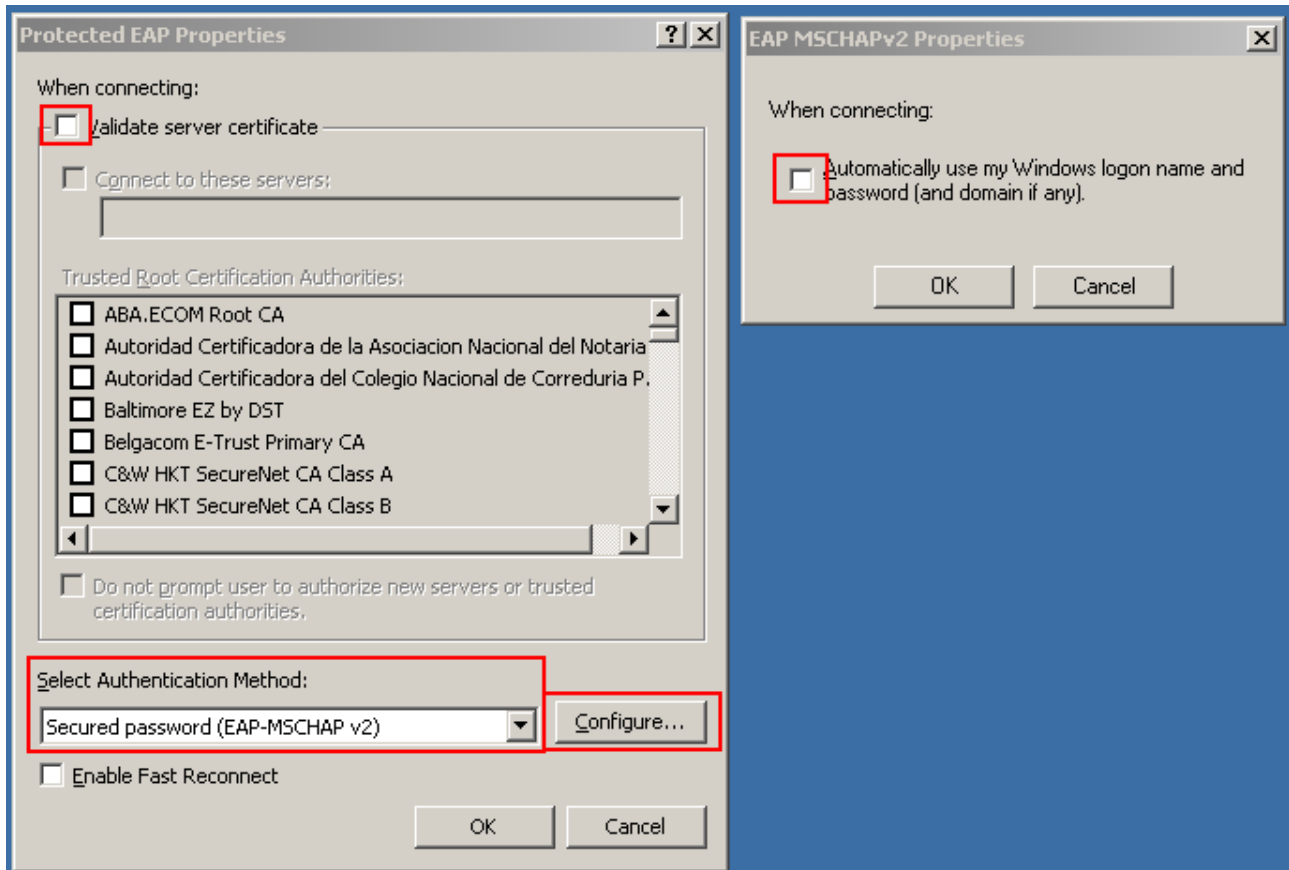 Protected EAP Properties
When connecting:
Validate server certificate
Connect to these servers:
Trusted Root Certification Authorities:
ABA.ECOM Root CA
Autoridad Certificadora de la Asociacion Nacional del Notaria
Autoridad Certificadora del Colegio Nacional de Correduria P.
Baltimore EZ by DST
Belgacom E-Trust Primary CA
C&W HKT SecureNet CA Class A
C&W HKT SecureNet CA Class B
Do not prompt user to authorize new servers or trusted
certification authorities.
Select Authentication Method:
Secured password (EAP-MSCHAP v2)
Configure...
Enable Fast Reconnect
OK Cancel
EAP MSCHAPv2 Properties
When connecting:
Automatically use my Windows logon name and
password (and domain if any).
OK Cancel